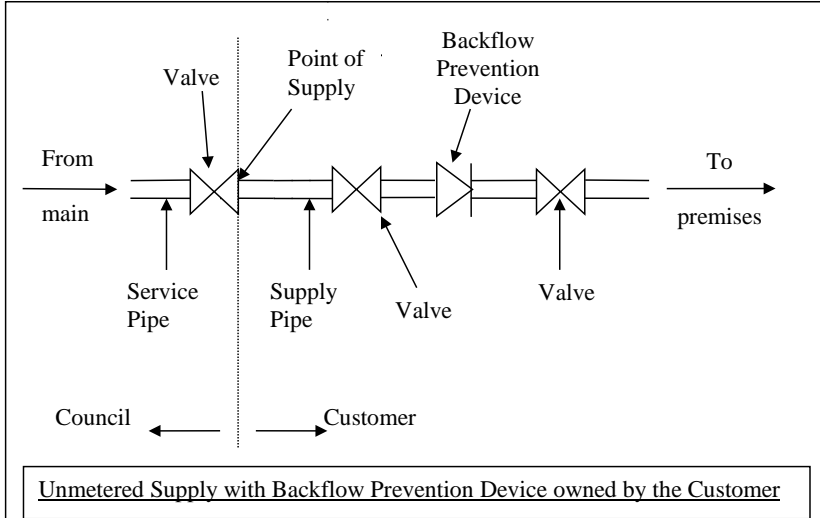 Backflow
Prevention
Device
Point of
Supply
Valve
From
main
To
premises
Service
Pipe
Supply
Pipe
Valve
Valve
Council
Customer
Unmetered Supply with Backflow Prevention Device owned by the Customer